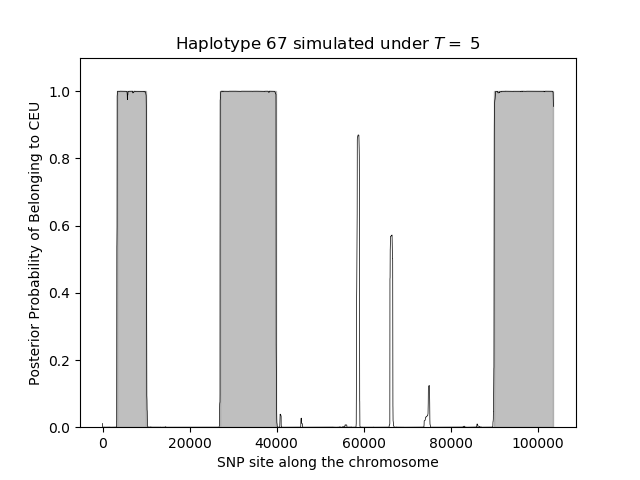 Haplotype 67 simulated under T = 5
Posterior Probability of Belonging to CEU
1.0
0.8
0.6
0.4
0.2
0.0
0 20000 40000 60000 80000 100000
SNP site along the chromosome